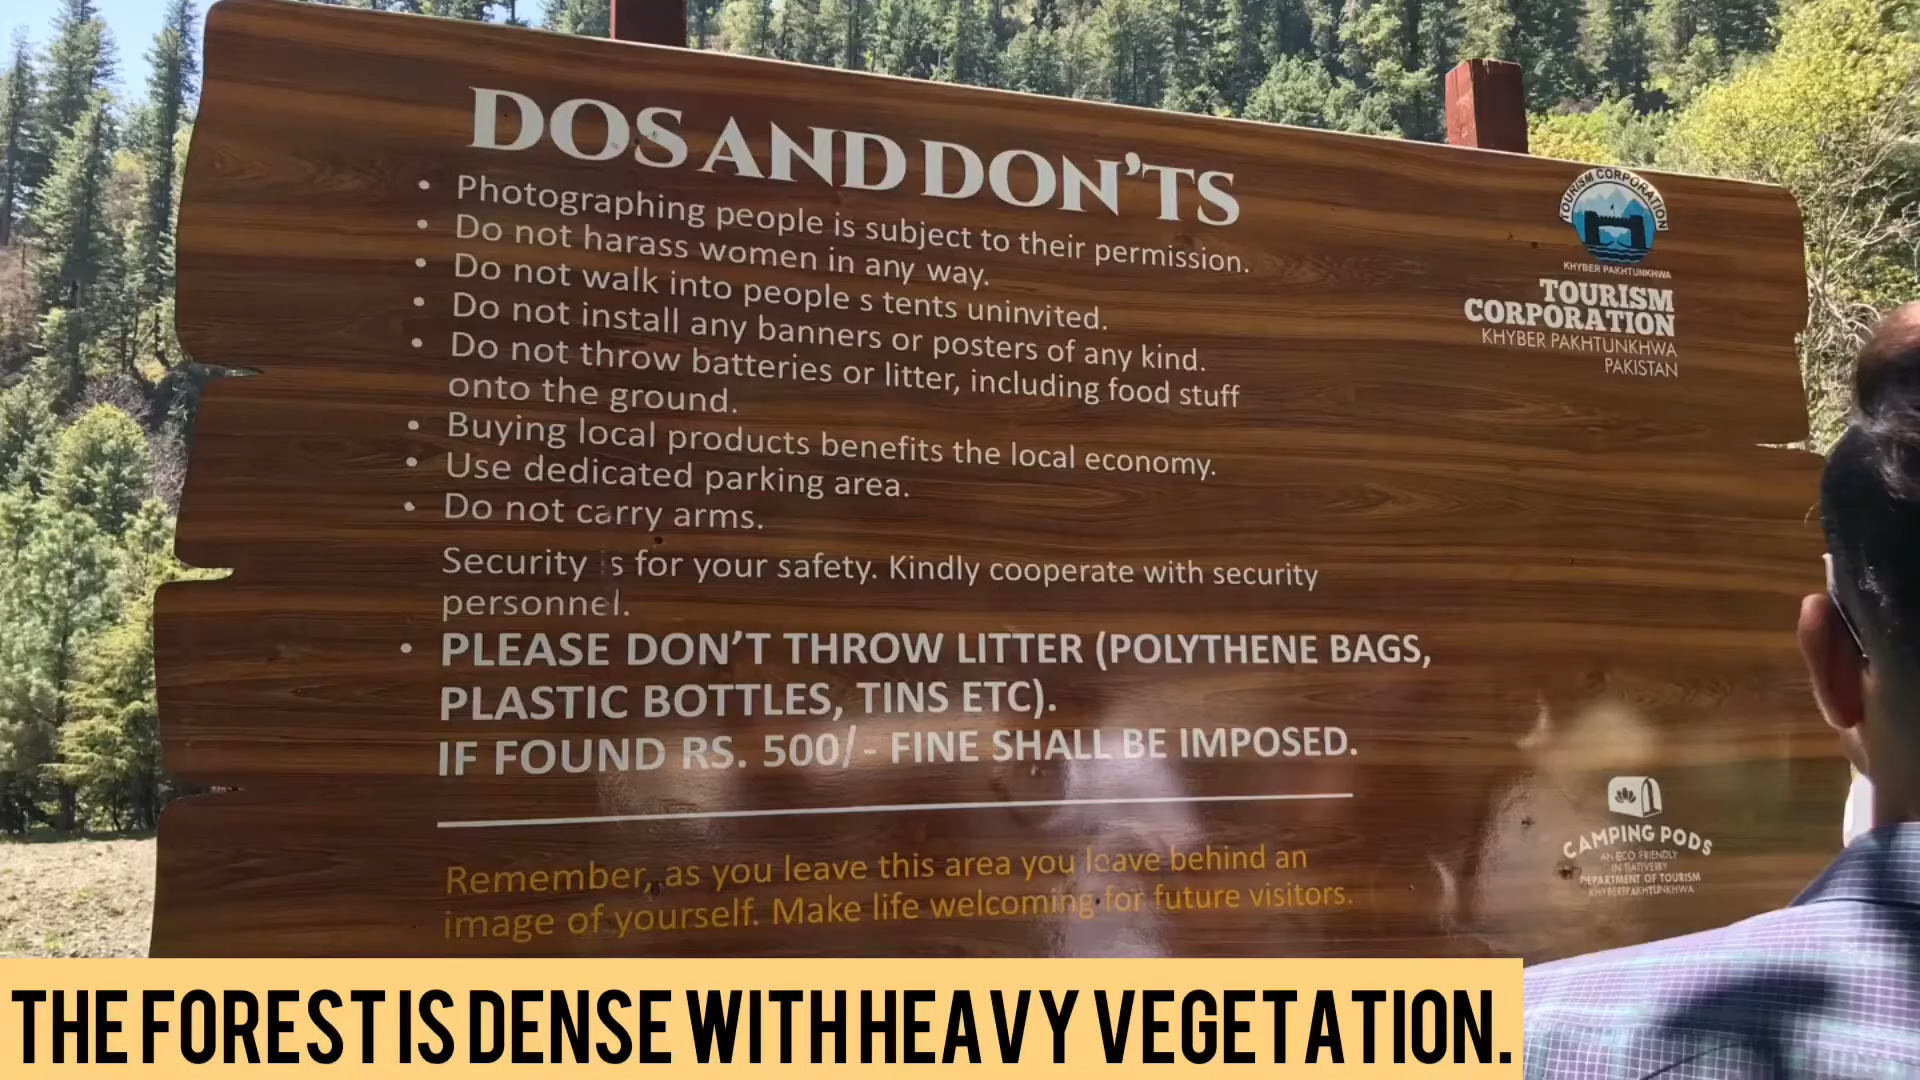 DOS AND DON'TS
• Photographing people is subject to their permission.
• Do not harass women in any way.
• Do not walk into people s tents uninvited.
• Do not install any banners or posters of any kind.
• Do not throw batteries or litter, including food stuff
onto the ground.
• Buying local products benefits the local economy.
• Use dedicated parking area.
• Do not carry arms.
Security is for your safety. Kindly cooperate with security
personnel.
• PLEASE DON'T THROW LITTER (POLYTHENE BAGS,
PLASTIC BOTTLES, TINS ETC).
IF FOUND RS. 500/- FINE SHALL BE IMPOSED.
Remember, as you leave this area you leave behind an
image of yourself. Make life welcoming for future visitors.
TOURISM CORPORATION
KHYBER PAKHTUNKHWA
TOURISM
CORPORATION
KHYBER PAKHTUNKHWA
PAKISTAN
CAMPING PODS
AN ECO FRIENDLY
INITIATIVE BY
DEPARTMENT OF TOURISM
KHYBERTPAKHTUNKHWA
THE FOREST IS DENSE WITH HEAVY VEGETATION.